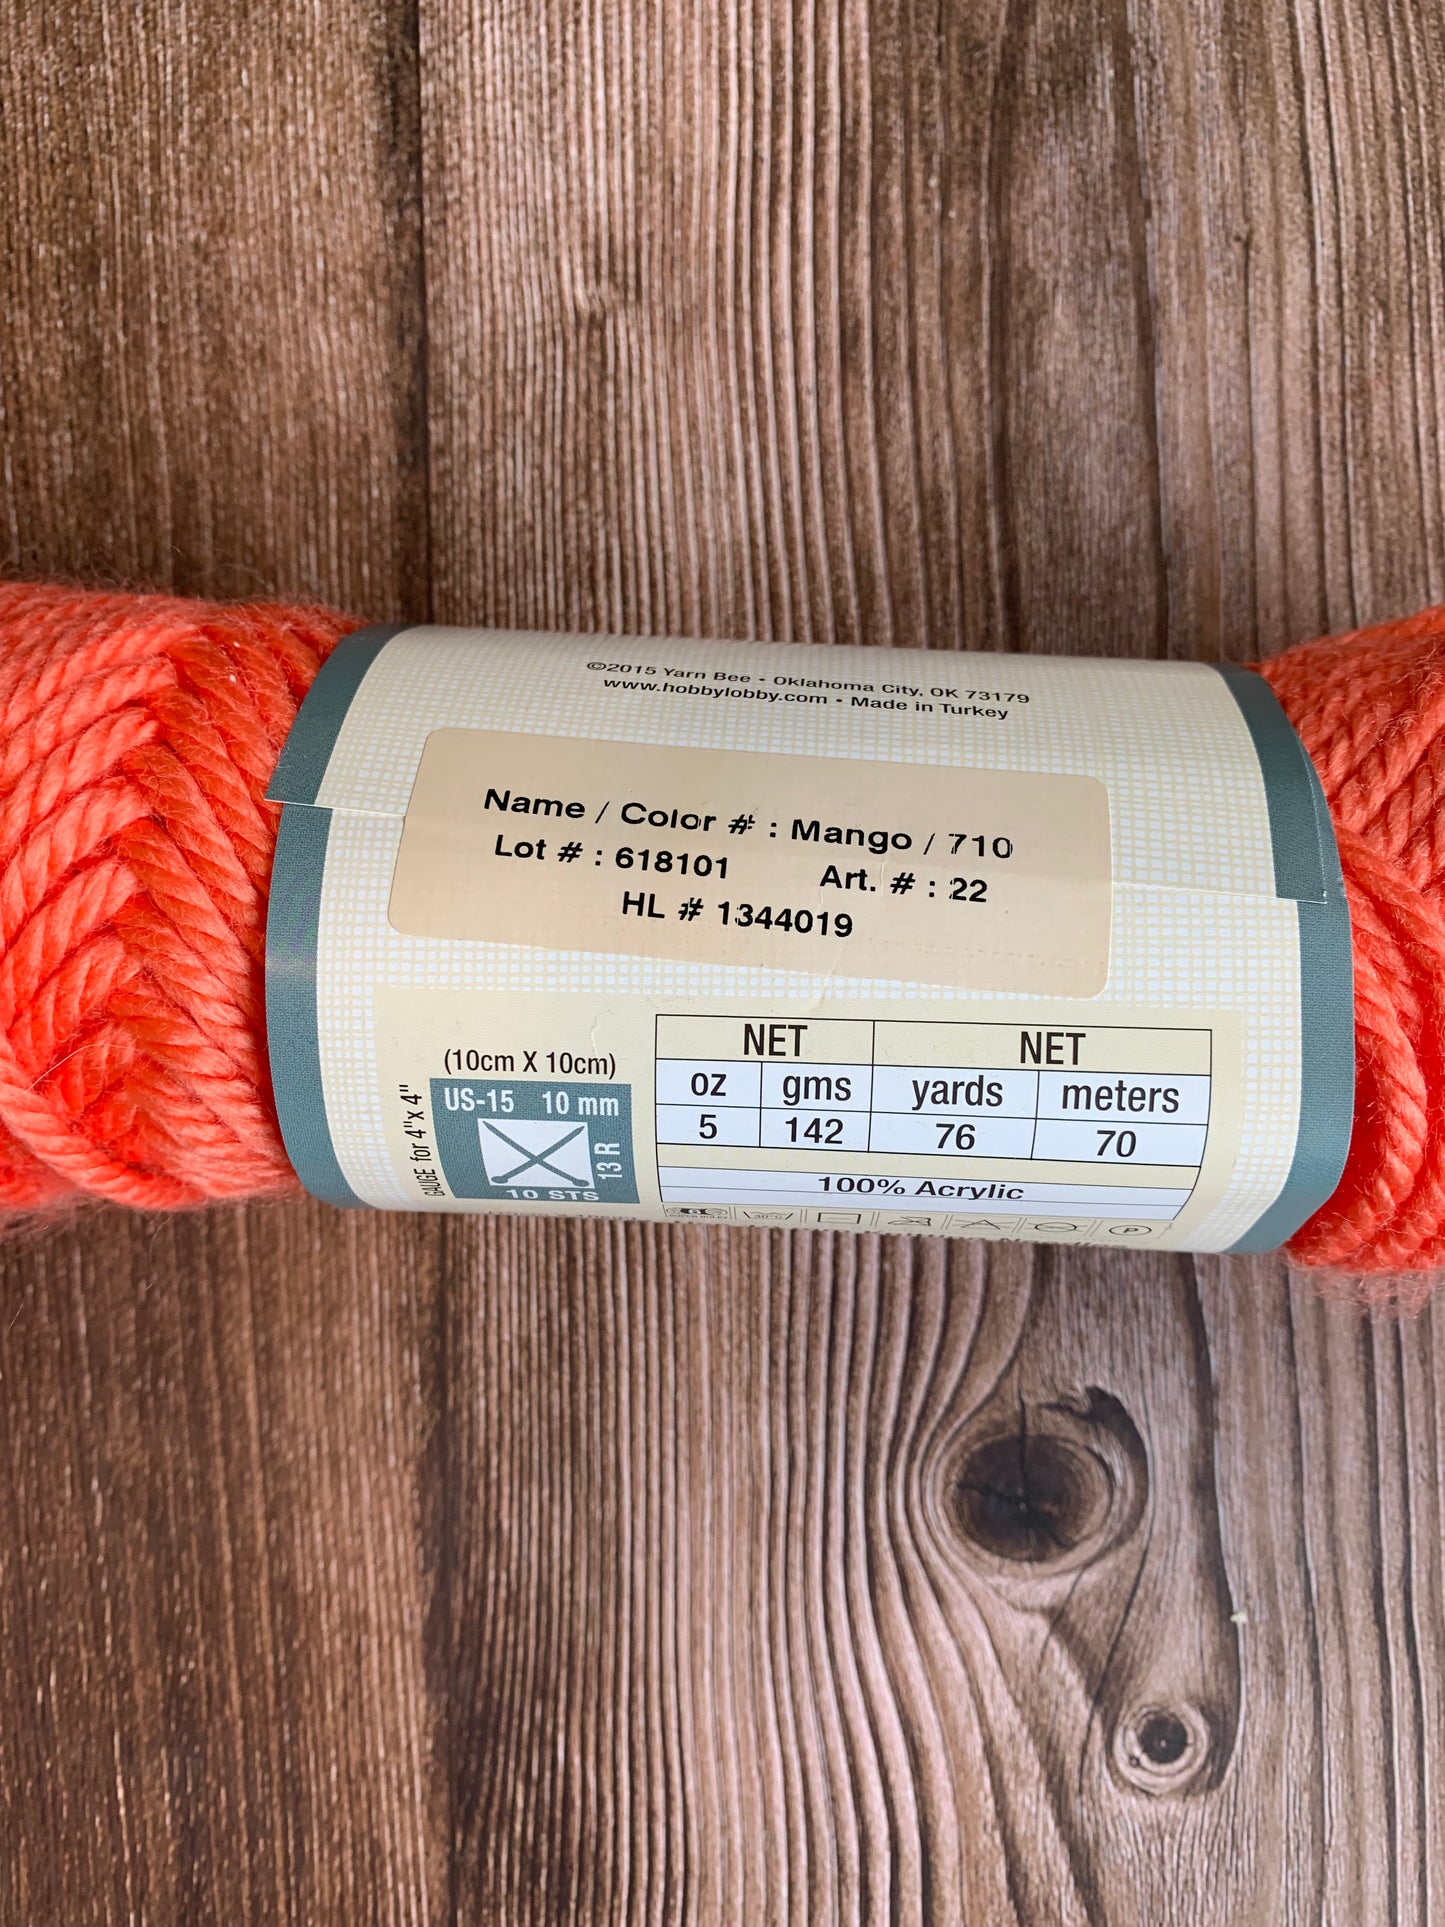 ©2015 Yarn Bee • Oklahoma City, OK 73179
www.hobbylobby.com • Made in Turkey
Name / Color # : Mango / 710
Lot # : 618101 Art. # : 22
HL # 1344019
(10cm X 10cm)
GAUGE for 4"x 4"
US-15 10 mm
13 R
10 STS
NET NET
oz gms yards meters
5 142 76 70
100% Acrylic
30°C
P